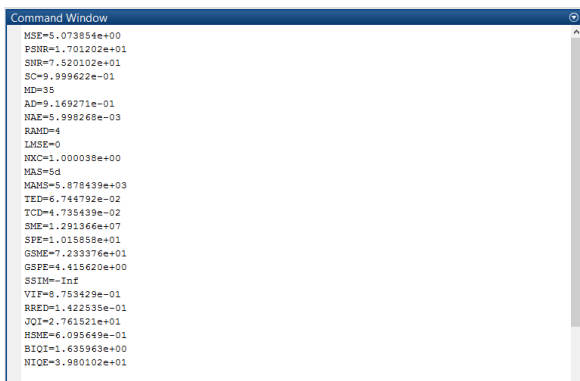 Command Window
MSE=5.073854e+00
PSNR=1.701202e+01
SNR=7.520102e+01
SC=9.999622e-01
MD=35
AD=9.169271e-01
NAE=5.998268e-03
RAMD=4
LMSE=0
NXC=1.000038e+00
MAS=5d
MAMS=5.878439e+03
TED=6.744792e-02
TCD=4.735439e-02
SME=1.291366e+07
SPE=1.015858e+01
GSME=7.233376e+01
GSPE=4.415620e+00
SSIM=-Inf
VIF=8.753429e-01
RRED=1.422535e-01
JQI=2.761521e+01
HSME=6.095649e-01
BIQI=1.635963e+00
NIQE=3.980102e+01